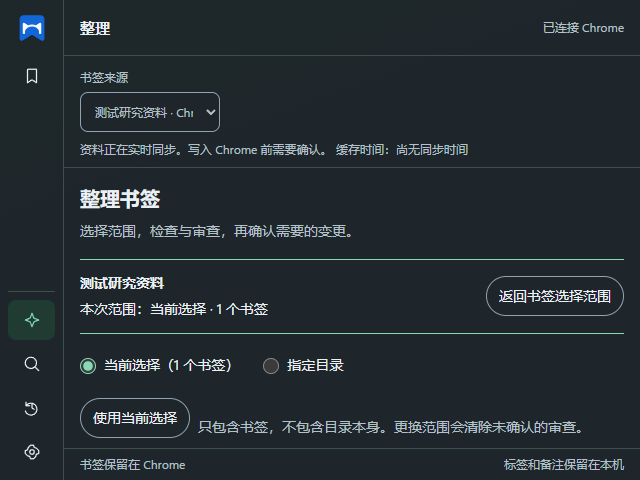 整理
已连接 Chrome
书签来源
测试研究资料 · Chr
资料正在实时同步。写入 Chrome 前需要确认。 缓存时间：尚无同步时间
整理书签
选择范围，检查与审查，再确认需要的变更。
测试研究资料
本次范围：当前选择 · 1 个书签
返回书签选择范围
当前选择（1 个书签）
指定目录
使用当前选择
只包含书签，不包含目录本身。更换范围会清除未确认的审查。
书签保留在 Chrome
标签和备注保留在本机